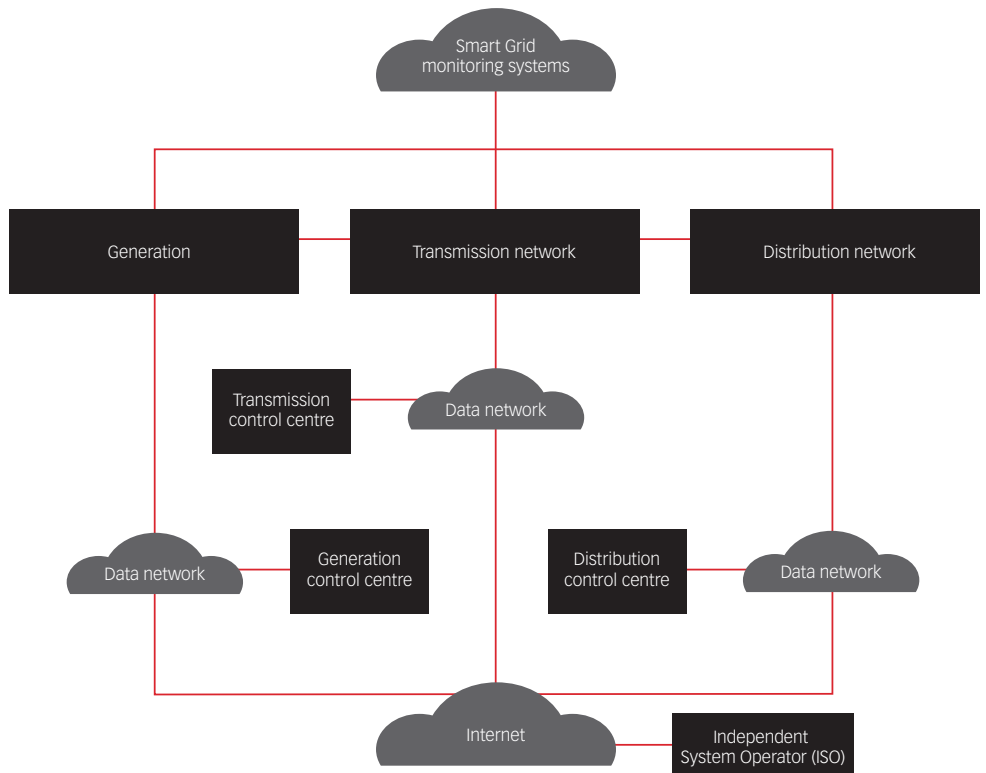 Smart Grid
monitoring systems
Generation
Transmission network
Distribution network
Transmission
control centre
Data network
Data network
Generation
control centre
Distribution
control centre
Data network
Internet
Independent
System Operator (ISO)